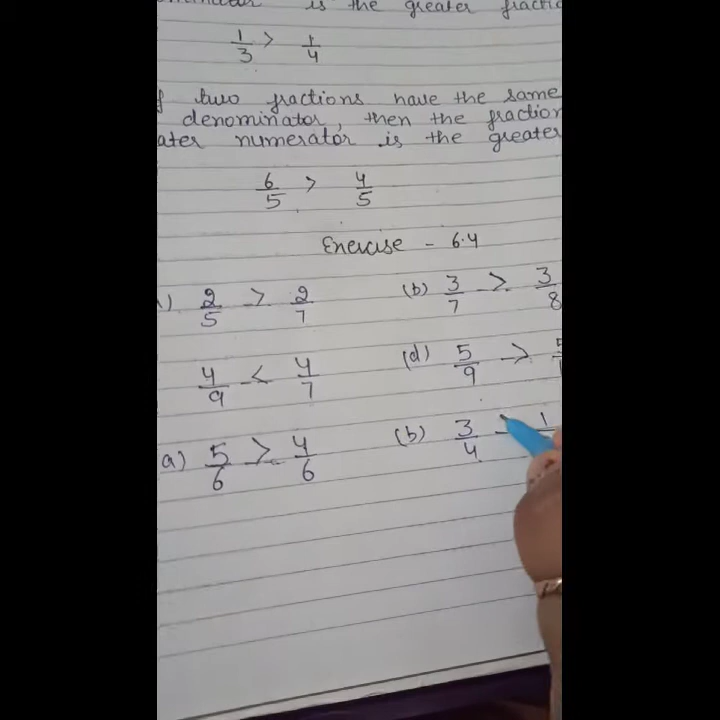 is the greater
1/3 > 1/4
two fractions have the same
denominator, then the fraction
numerator is the greater
6/5 > 4/5
Exercise - 6.4
2/5 > 2/7 (b) 3/7 > 3/8
4/9 < 4/7 (d) 5/9 >
a) 5/6 > 4/6 (b) 3/4 1